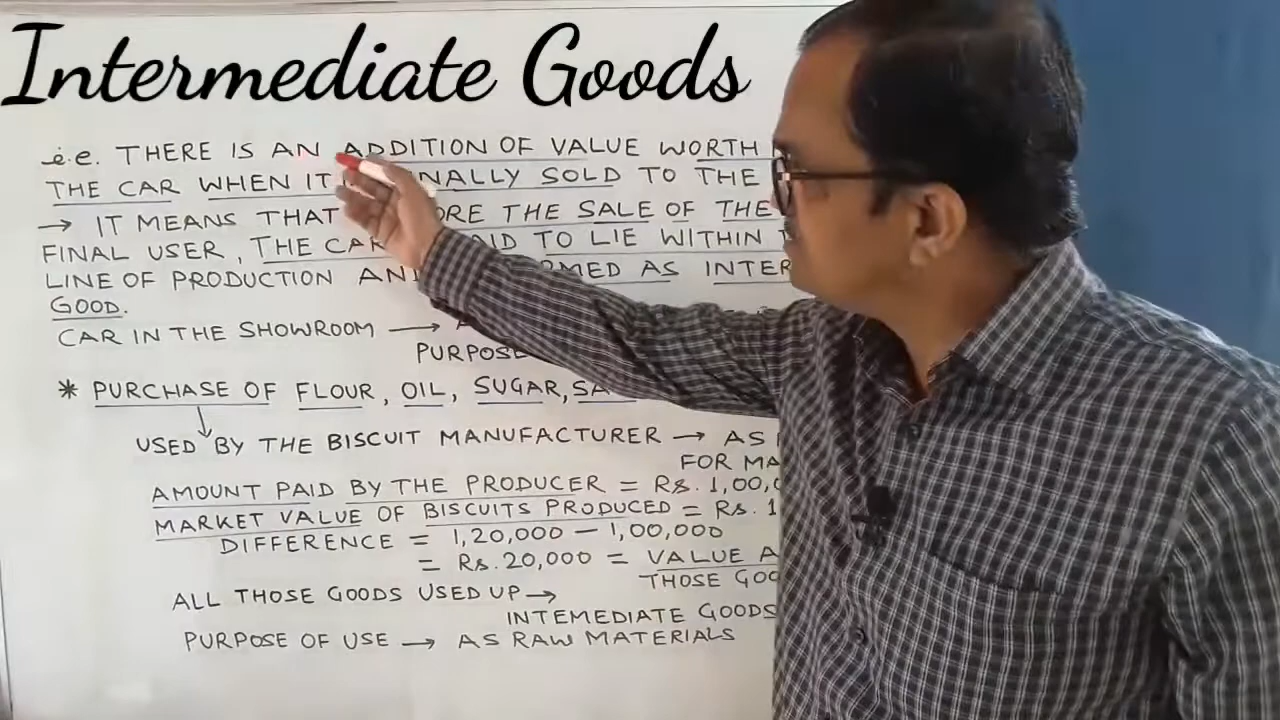 Intermediate Goods
i.e. THERE IS AN ADDITION OF VALUE WORTH
THE CAR WHEN IT NALLY SOLD TO THE
→ IT MEANS THAT ORE THE SALE OF THE
FINAL USER, THE CAR AID TO LIE WITHIN
LINE OF PRODUCTION AN RMED AS INTER
GOOD.
CAR IN THE SHOWROOM →
PURPOSE
* PURCHASE OF FLOUR, OIL, SUGAR, SA
USED BY THE BISCUIT MANUFACTURER → AS
FOR MA
AMOUNT PAID BY THE PRODUCER = Rs. 1,00,0
MARKET VALUE OF BISCUITS PRODUCED = Rs. 1
DIFFERENCE = 1,20,000 - 1,00,000
= Rs. 20,000 = VALUE A
THOSE GOO
ALL THOSE GOODS USED UP →
INTEMEDIATE GOODS
PURPOSE OF USE → AS RAW MATERIALS